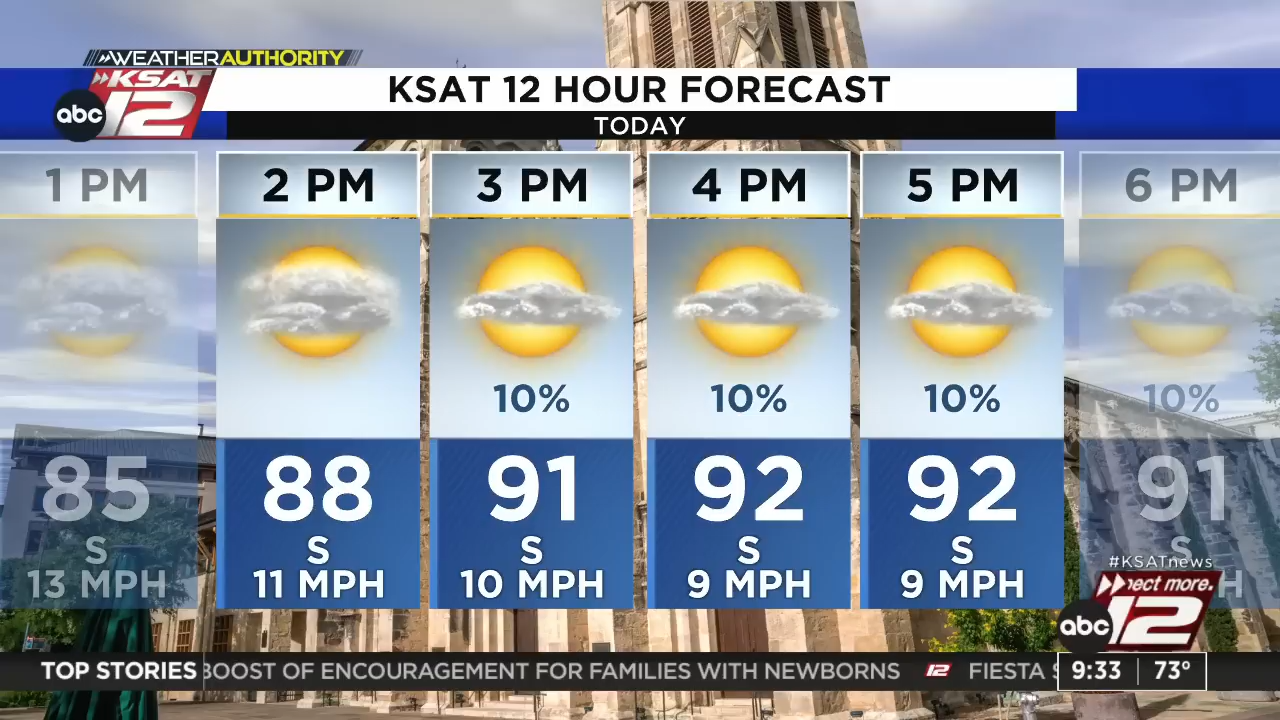 WEATHERAUTHORITY
KSAT
abc 12
KSAT 12 HOUR FORECAST
TODAY
1 PM 2 PM 3 PM 4 PM 5 PM 6 PM
10% 10% 10% 10%
85 88 91 92 92 91
S S S S S S
13 MPH 11 MPH 10 MPH 9 MPH 9 MPH H
#KSATnews
ect more.
abc 12
TOP STORIES BOOST OF ENCOURAGEMENT FOR FAMILIES WITH NEWBORNS 12 FIESTA S 9:33 73°